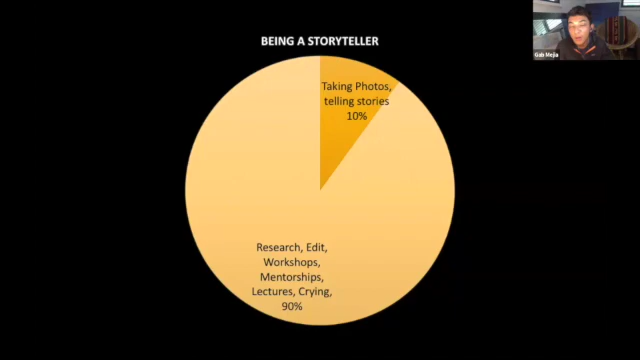 BEING A STORYTELLER
Gab Mejia
Taking Photos,
telling stories
10%
Research, Edit,
Workshops,
Mentorships,
Lectures, Crying,
90%